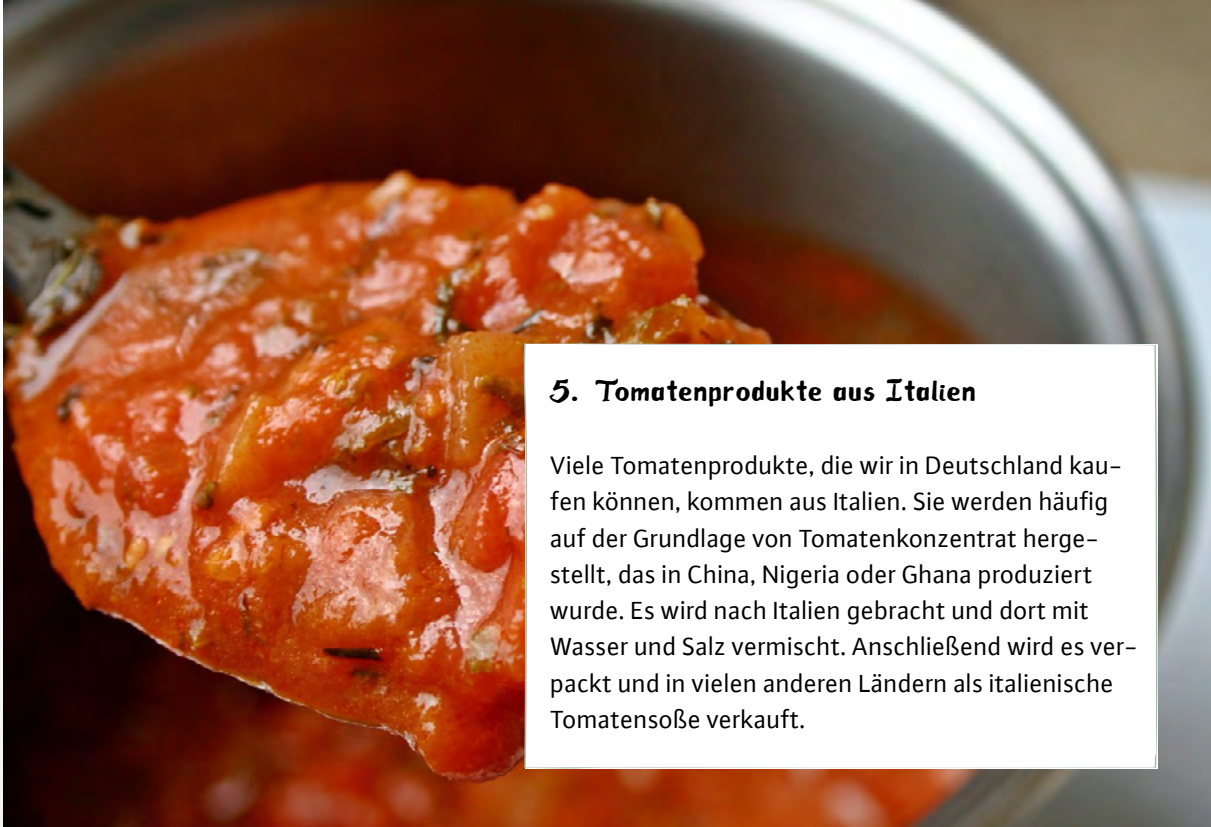 5. Tomatenprodukte aus Italien
Viele Tomatenprodukte, die wir in Deutschland kau-
fen können, kommen aus Italien. Sie werden häufig
auf der Grundlage von Tomatenkonzentrat herge-
stellt, das in China, Nigeria oder Ghana produziert
wurde. Es wird nach Italien gebracht und dort mit
Wasser und Salz vermischt. Anschließend wird es ver-
packt und in vielen anderen Ländern als italienische
Tomatensoße verkauft.